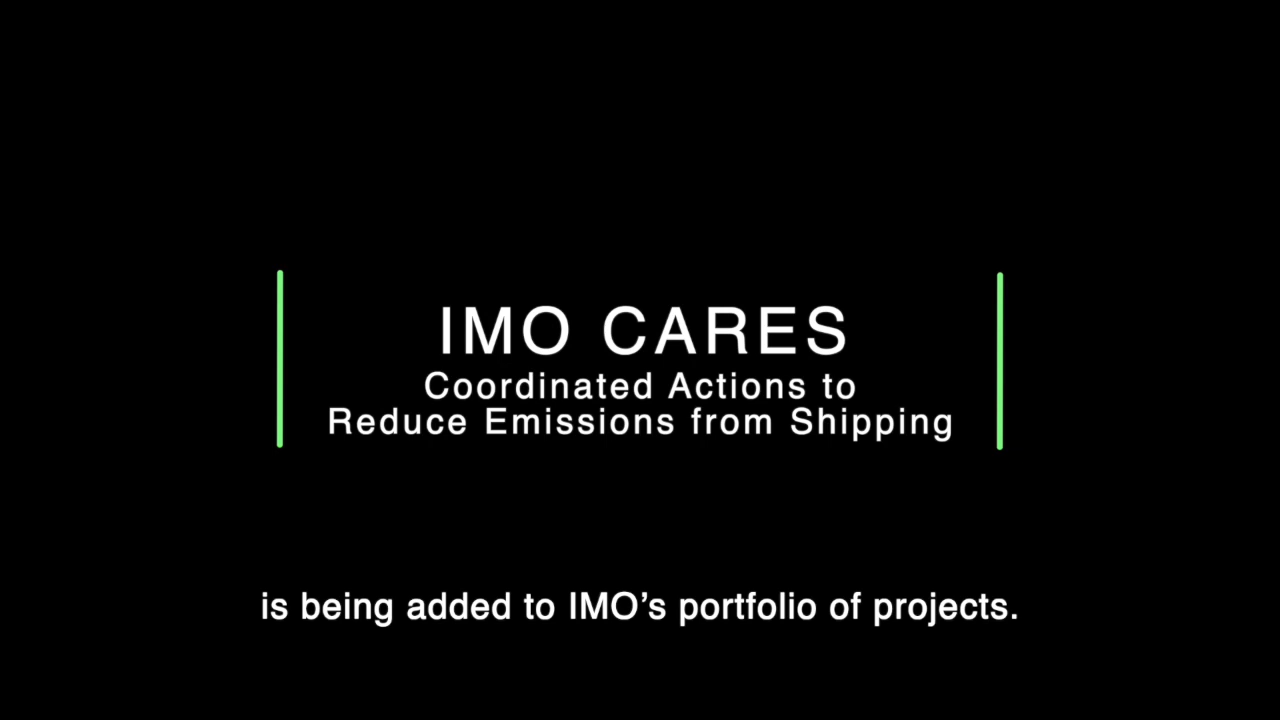 IMO CARES
Coordinated Actions to
Reduce Emissions from Shipping
is being added to IMO’s portfolio of projects.